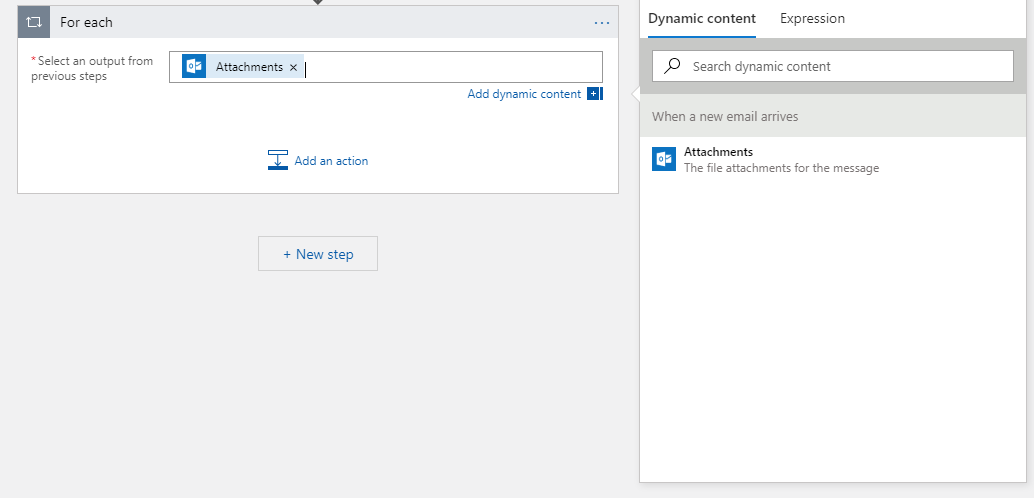 For each
...
*Select an output from
previous steps
Attachments ×
Add dynamic content
Add an action
+ New step
Dynamic content Expression
Search dynamic content
When a new email arrives
Attachments
The file attachments for the message